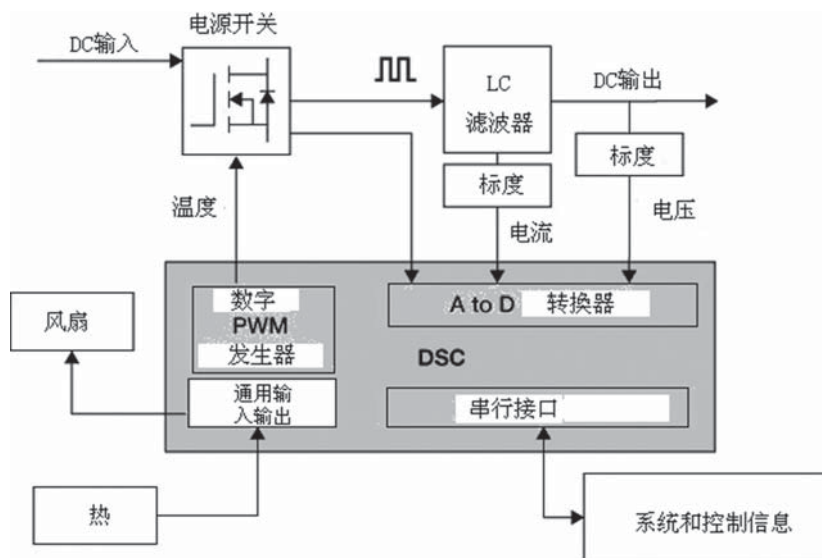 电源开关
DC输入
LC
滤波器
DC输出
标度
标度
温度
电流
电压
数字
PWM
发生器
A to D 转换器
风扇
DSC
通用输
入输出
串行接口
热
系统和控制信息